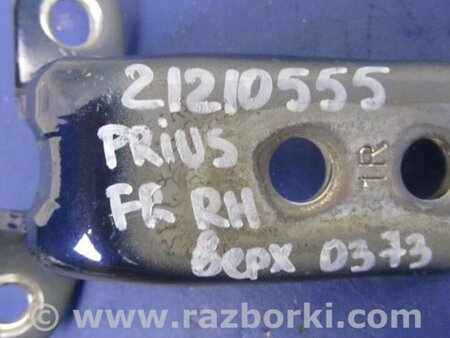 21210555
PRIUS
1R
FR RH
верх 0373
© www.razborki.com